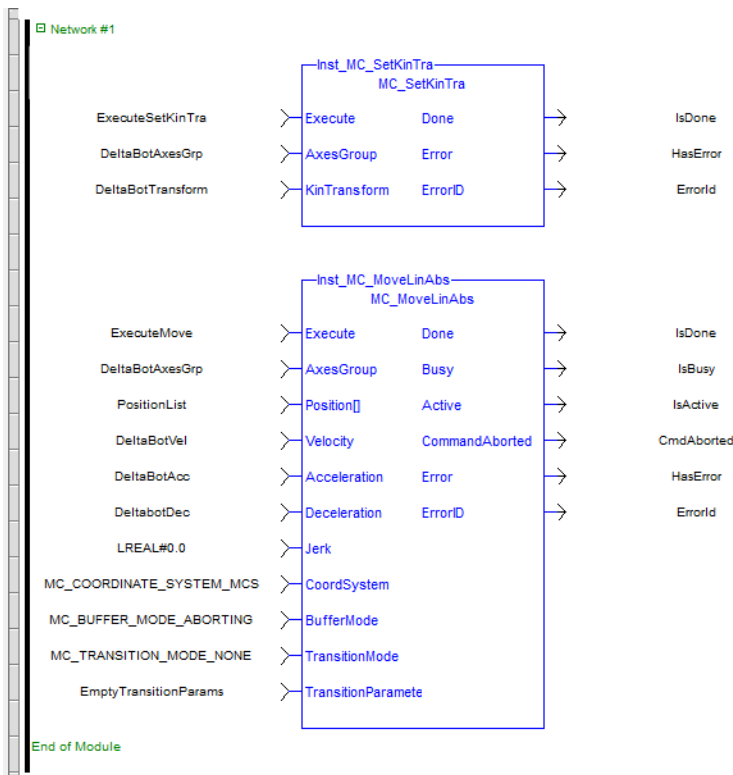 Network #1
Inst_MC_SetKinTra
MC_SetKinTra
ExecuteSetKinTra Execute Done IsDone
DeltaBotAxesGrp AxesGroup Error HasError
DeltaBotTransform KinTransform ErrorID ErrorId
Inst_MC_MoveLinAbs
MC_MoveLinAbs
ExecuteMove Execute Done IsDone
DeltaBotAxesGrp AxesGroup Busy IsBusy
PositionList Position[] Active IsActive
DeltaBotVel Velocity CommandAborted CmdAborted
DeltaBotAcc Acceleration Error HasError
DeltabotDec Deceleration ErrorID ErrorId
LREAL#0.0 Jerk
MC_COORDINATE_SYSTEM_MCS CoordSystem
MC_BUFFER_MODE_ABORTING BufferMode
MC_TRANSITION_MODE_NONE TransitionMode
EmptyTransitionParams TransitionParamete
End of Module